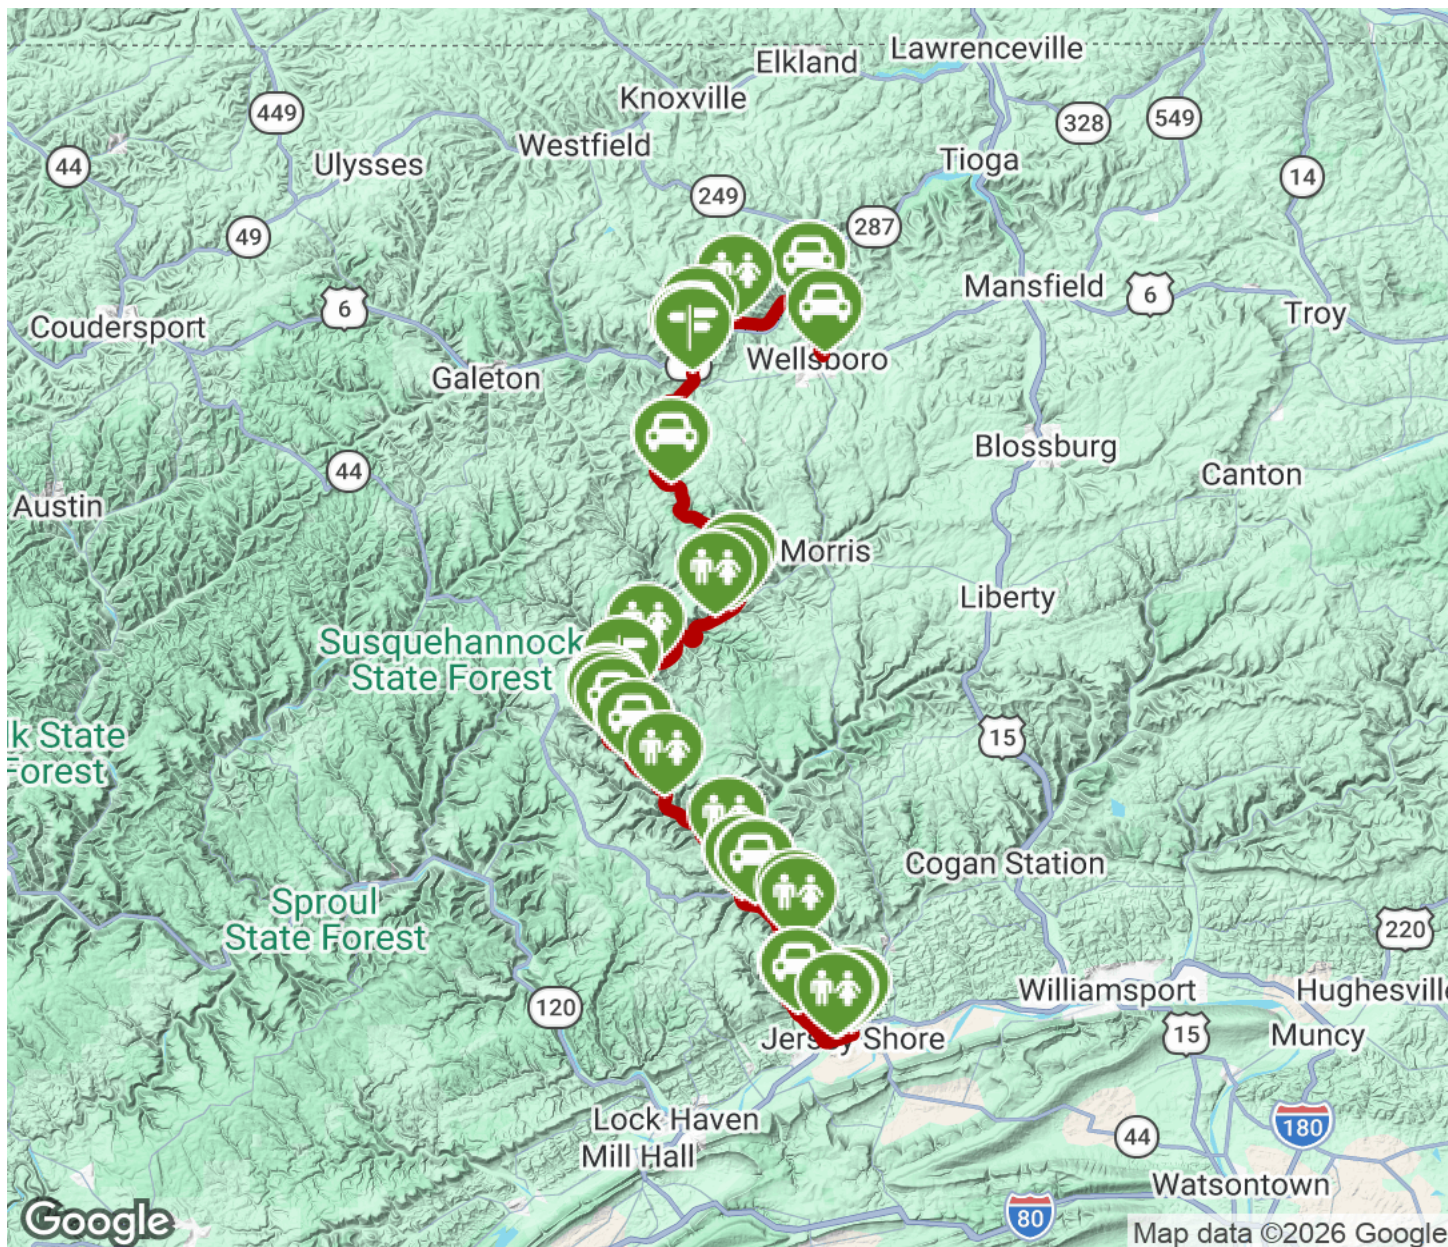 Lawrenceville
Elkland
Knoxville
449
328
549
Westfield
44
Ulysses
Tioga
14
249
49
287
6
Mansfield
6
Coudersport
Troy
Wellsboro
Galeton
Blossburg
44
Canton
Austin
Morris
Liberty
Susquehannock
State Forest
lk State
Forest
15
Cogan Station
Sproul
State Forest
220
Williamsport
Hughesville
120
15
Muncy
Jersey Shore
Lock Haven
180
44
Mill Hall
Watsontown
80
Google
Map data ©2026 Google